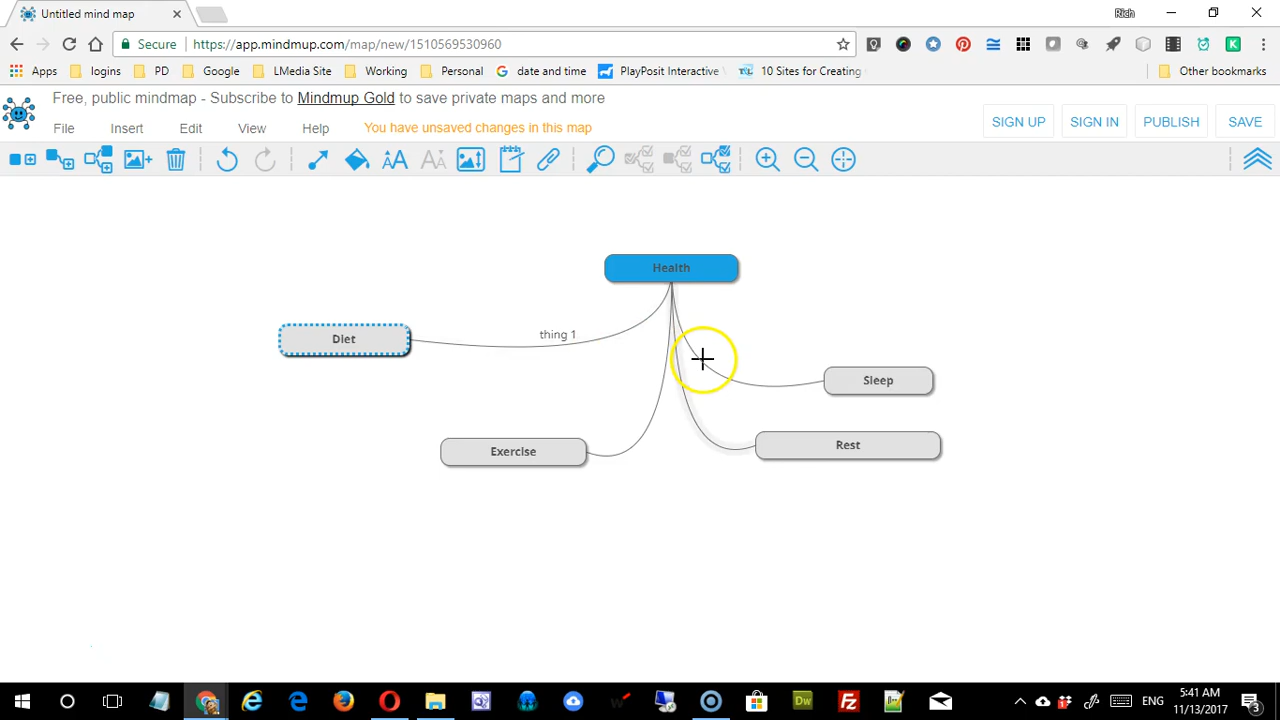 Untitled mind map
Rich
Secure
https://app.mindmup.com/map/new/1510569530960
Apps logins PD Google LMedia Site Working Personal date and time PlayPosit Interactive 10 Sites for Creating Other bookmarks
Free, public mindmap - Subscribe to Mindmup Gold to save private maps and more
File Insert Edit View Help You have unsaved changes in this map
SIGN UP SIGN IN PUBLISH SAVE
Health
thing 1
Diet
Sleep
Rest
Exercise
ENG
5:41 AM
11/13/2017